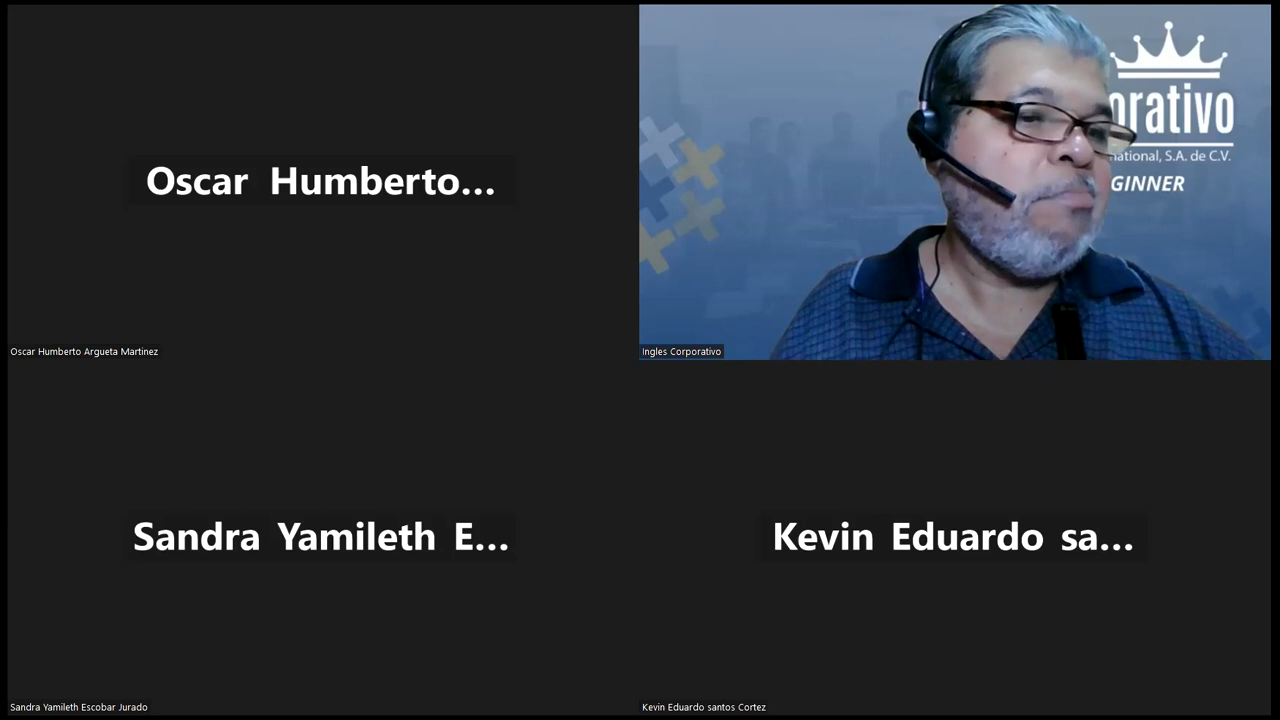 Oscar Humberto...
Oscar Humberto Argueta Martinez
orativo
national, S.A. de C.V.
GINNER
Ingles Corporativo
Sandra Yamileth E...
Sandra Yamileth Escobar Jurado
Kevin Eduardo sa...
Kevin Eduardo santos Cortez